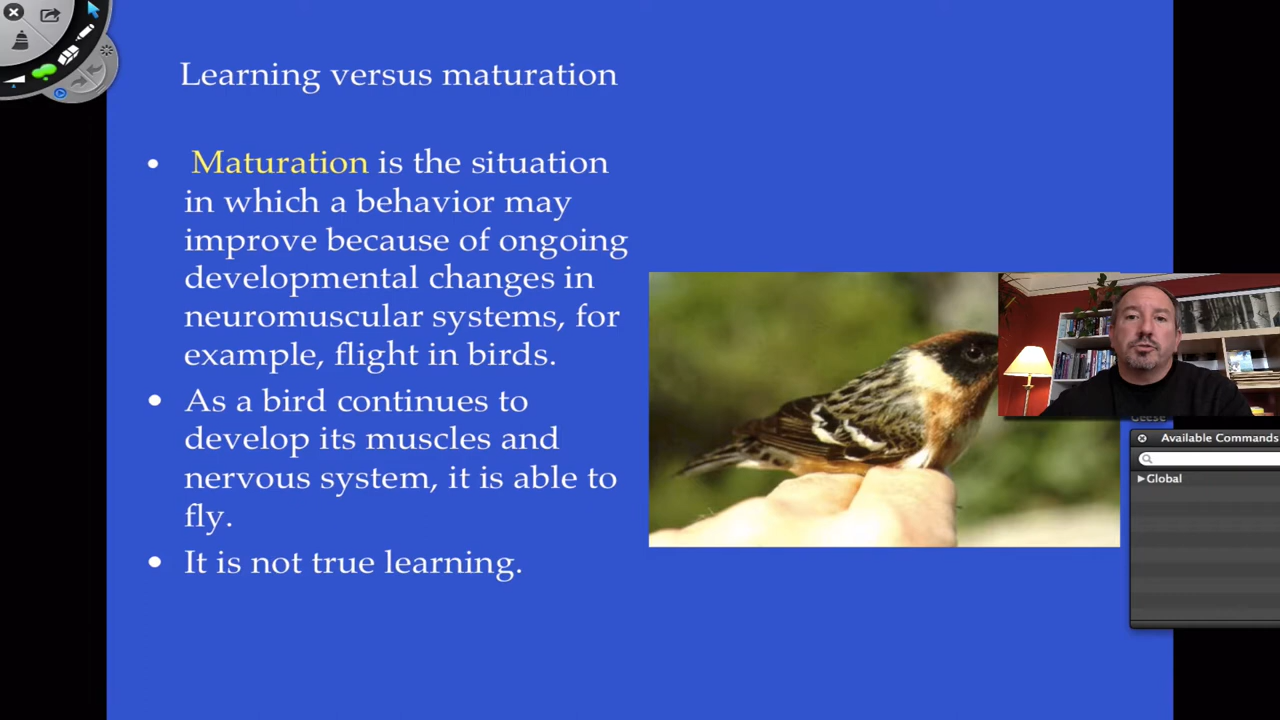 Learning versus maturation
• Maturation is the situation
in which a behavior may
improve because of ongoing
developmental changes in
neuromuscular systems, for
example, flight in birds.
• As a bird continues to
develop its muscles and
nervous system, it is able to
fly.
• It is not true learning.
Geese
Available Commands
Global